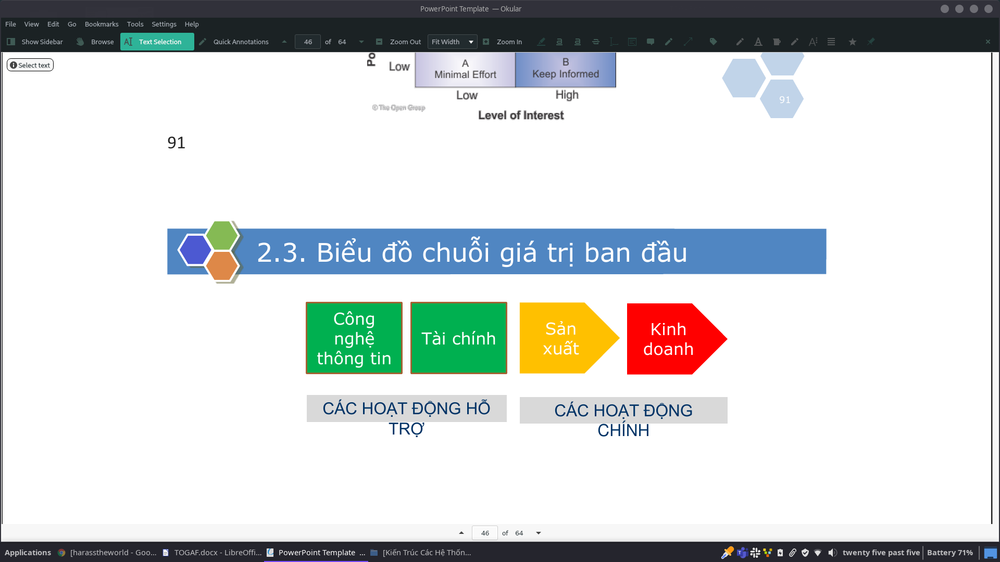 PowerPoint Template — Okular
File View Edit Go Bookmarks Tools Settings Help
Show Sidebar Browse Text Selection Quick Annotations 46 of 64 Zoom Out Fit Width Zoom In
Select text
Po
Low
A
Minimal Effort
B
Keep Informed
Low High
© The Open Group
Level of Interest
91
91
2.3. Biểu đồ chuỗi giá trị ban đầu
Công
nghệ
thông tin
Tài chính
Sản
xuất
Kinh
doanh
CÁC HOẠT ĐỘNG HỖ
TRỢ
CÁC HOẠT ĐỘNG
CHÍNH
46 of 64
Applications [harasstheworld - Goo... TOGAF.docx - LibreOffi... PowerPoint Template ... [Kiến Trúc Các Hệ Thốn... twenty five past five Battery 71%